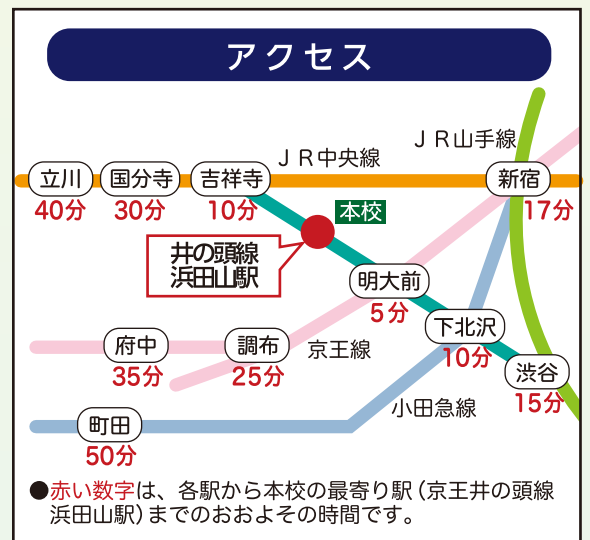 アクセス
JR山手線
JR中央線
立川
国分寺
吉祥寺
新宿
40分
30分
10分
17分
本校
井の頭線
浜田山駅
明大前
5分
下北沢
10分
府中
調布
京王線
35分
25分
渋谷
15分
小田急線
町田
50分
●赤い数字は、各駅から本校の最寄り駅（京王井の頭線
浜田山駅）までのおおよその時間です。